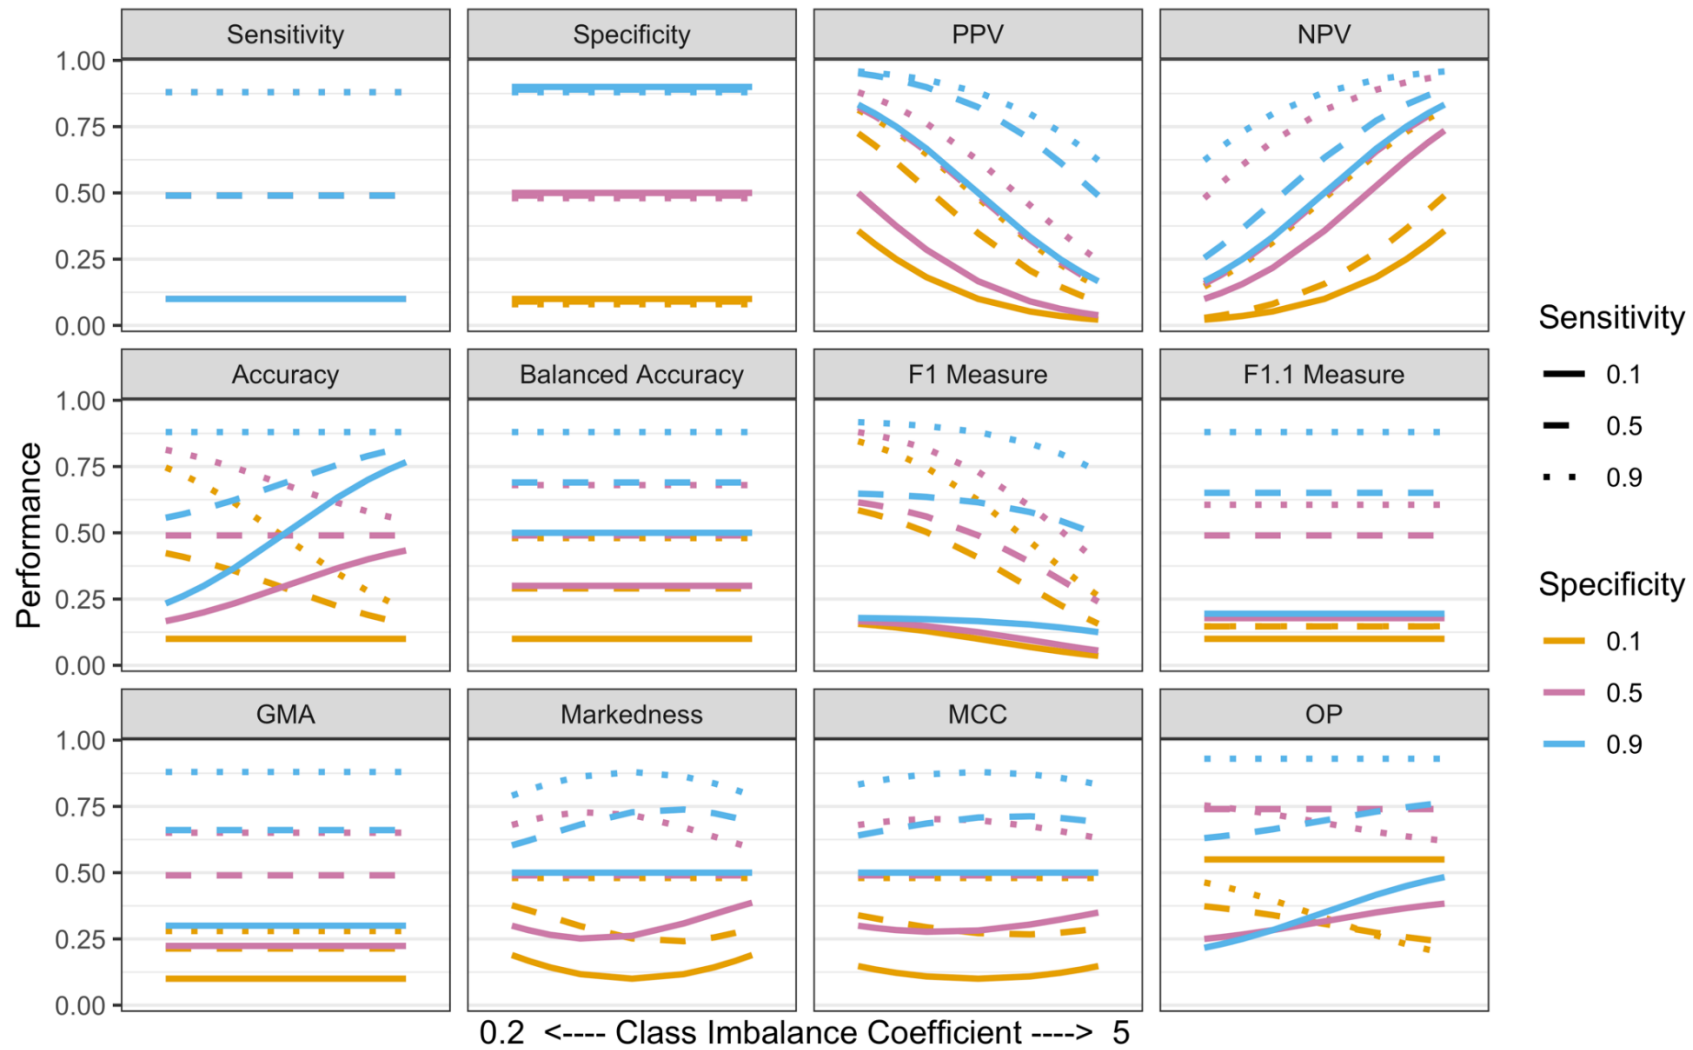 Sensitivity
Specificity
PPV
NPV
1.00
0.75
0.50
0.25
0.00
Accuracy
Balanced Accuracy
F1 Measure
F1.1 Measure
1.00
0.75
0.50
0.25
0.00
GMA
Markedness
MCC
OP
1.00
0.75
0.50
0.25
0.00
Performance
0.2 <---- Class Imbalance Coefficient ----> 5
Sensitivity
0.1
0.5
0.9
Specificity
0.1
0.5
0.9